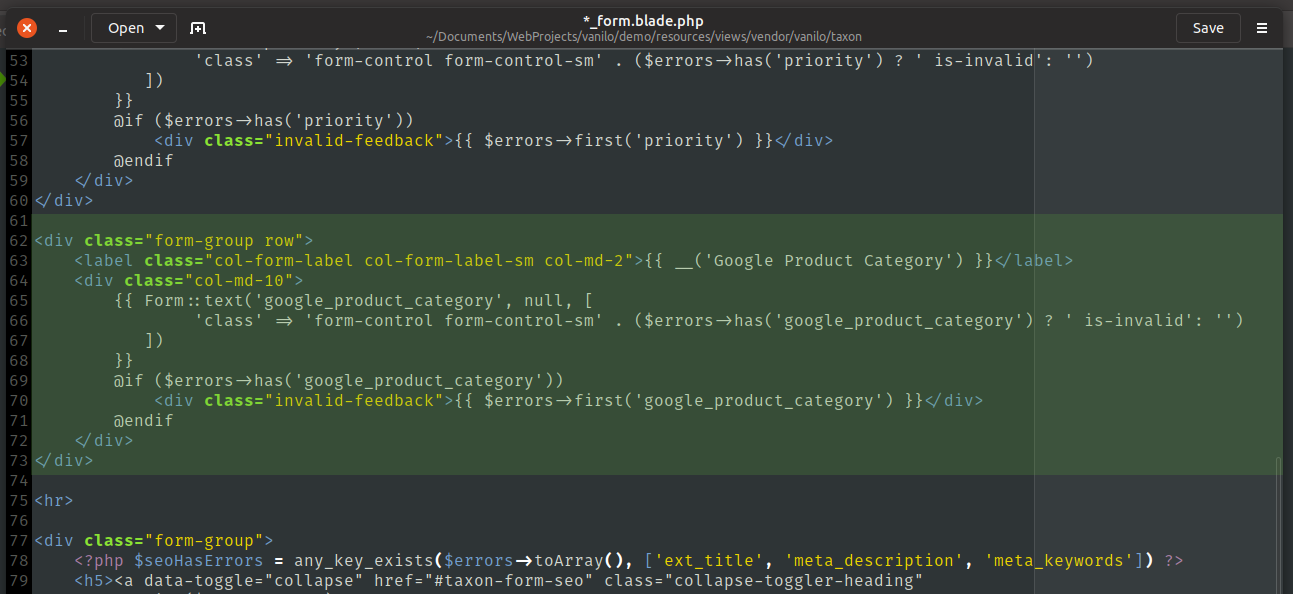 Open
*_form.blade.php
~/Documents/WebProjects/vanilo/demo/resources/views/vendor/vanilo/taxon
Save
53                 'class' => 'form-control form-control-sm' . ($errors->has('priority') ? ' is-invalid': '')
54            ])
55         }}
56         @if ($errors->has('priority'))
57             <div class="invalid-feedback">{{ $errors->first('priority') }}</div>
58         @endif
59     </div>
60 </div>
61
62 <div class="form-group row">
63     <label class="col-form-label col-form-label-sm col-md-2">{{ __('Google Product Category') }}</label>
64     <div class="col-md-10">
65         {{ Form::text('google_product_category', null, [
66                 'class' => 'form-control form-control-sm' . ($errors->has('google_product_category') ? ' is-invalid': '')
67            ])
68         }}
69         @if ($errors->has('google_product_category'))
70             <div class="invalid-feedback">{{ $errors->first('google_product_category') }}</div>
71         @endif
72     </div>
73 </div>
74
75 <hr>
76
77 <div class="form-group">
78     <?php $seoHasErrors = any_key_exists($errors->toArray(), ['ext_title', 'meta_description', 'meta_keywords']) ?>
79     <h5><a data-toggle="collapse" href="#taxon-form-seo" class="collapse-toggler-heading"